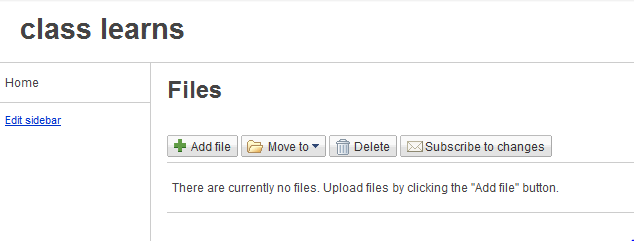 class learns
Home
Edit sidebar
Files
Add file Move to Delete Subscribe to changes
There are currently no files. Upload files by clicking the "Add file" button.